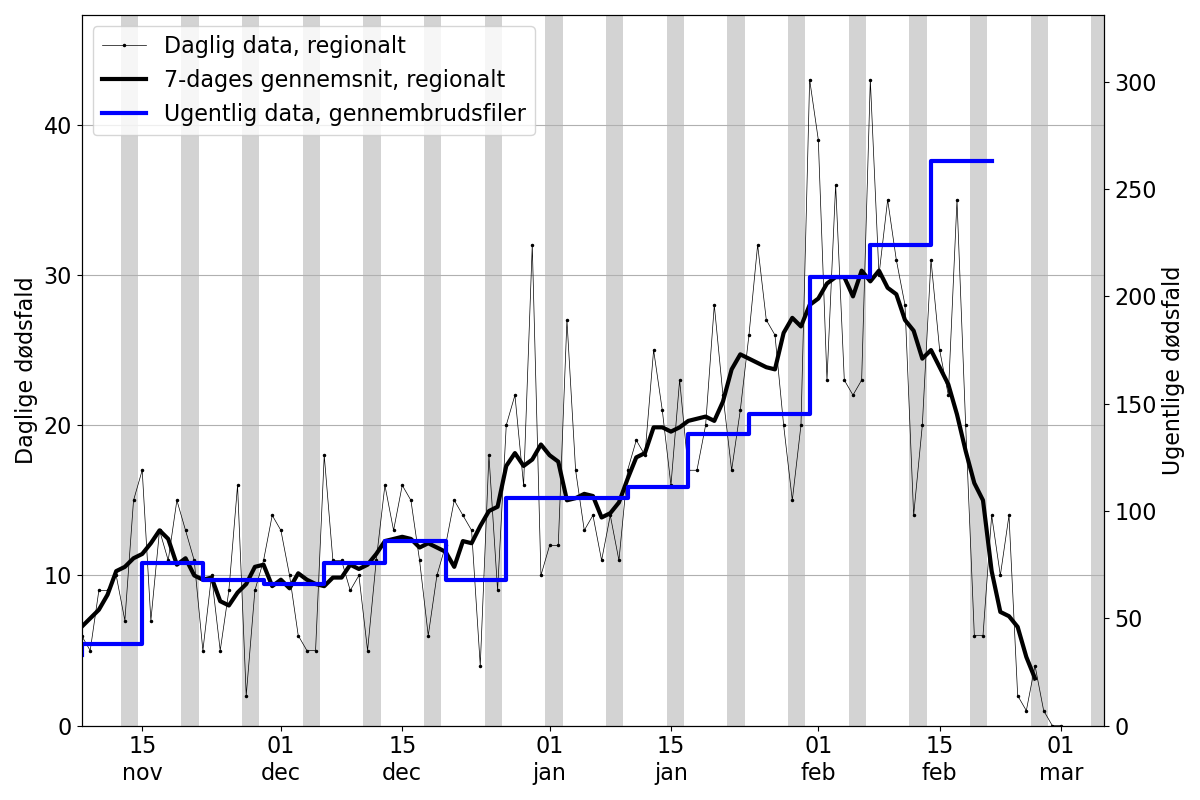 Daglig data, regionalt
7-dages gennemsnit, regionalt
Ugentlig data, gennembrudsfiler
Daglige dødsfald
40
30
20
10
0
300
250
200
150
100
50
0
Ugentlige dødsfald
15 01 15 01 15 01 15 01
nov dec dec jan jan feb feb mar